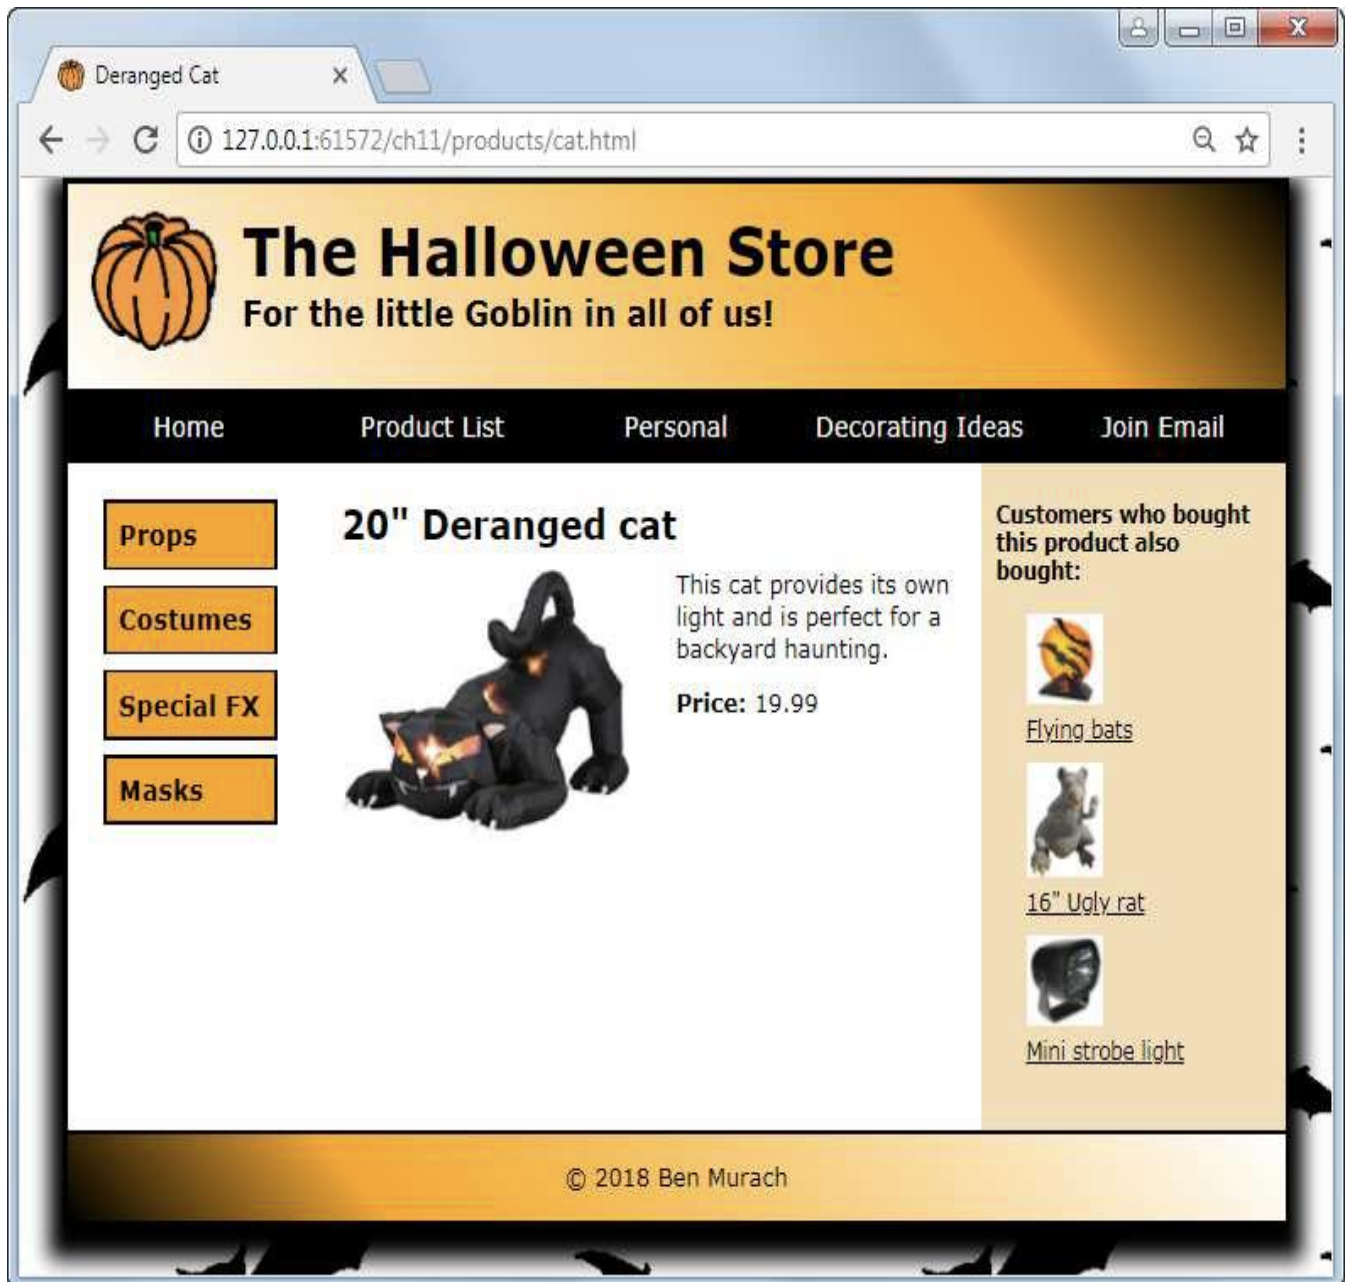 Deranged Cat
127.0.0.1:61572/ch11/products/cat.html
The Halloween Store
For the little Goblin in all of us!
Home Product List Personal Decorating Ideas Join Email
Props
Costumes
Special FX
Masks
20" Deranged cat
This cat provides its own
light and is perfect for a
backyard haunting.
Price: 19.99
Customers who bought
this product also
bought:
Flying bats
16" Ugly rat
Mini strobe light
© 2018 Ben Murach